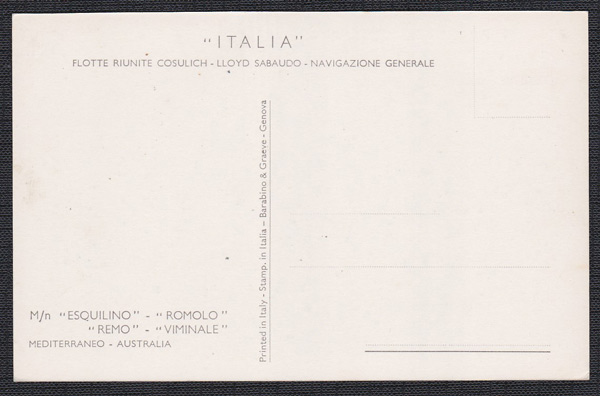 "ITALIA"
FLOTTE RIUNITE COSULICH - LLOYD SABAUDO - NAVIGAZIONE GENERALE
Printed in Italy - Stamp. in Italia - Barabino & Graeve - Genova
M/n "ESQUILINO" - "ROMOLO"
"REMO" - "VIMINALE"
MEDITERRANEO - AUSTRALIA